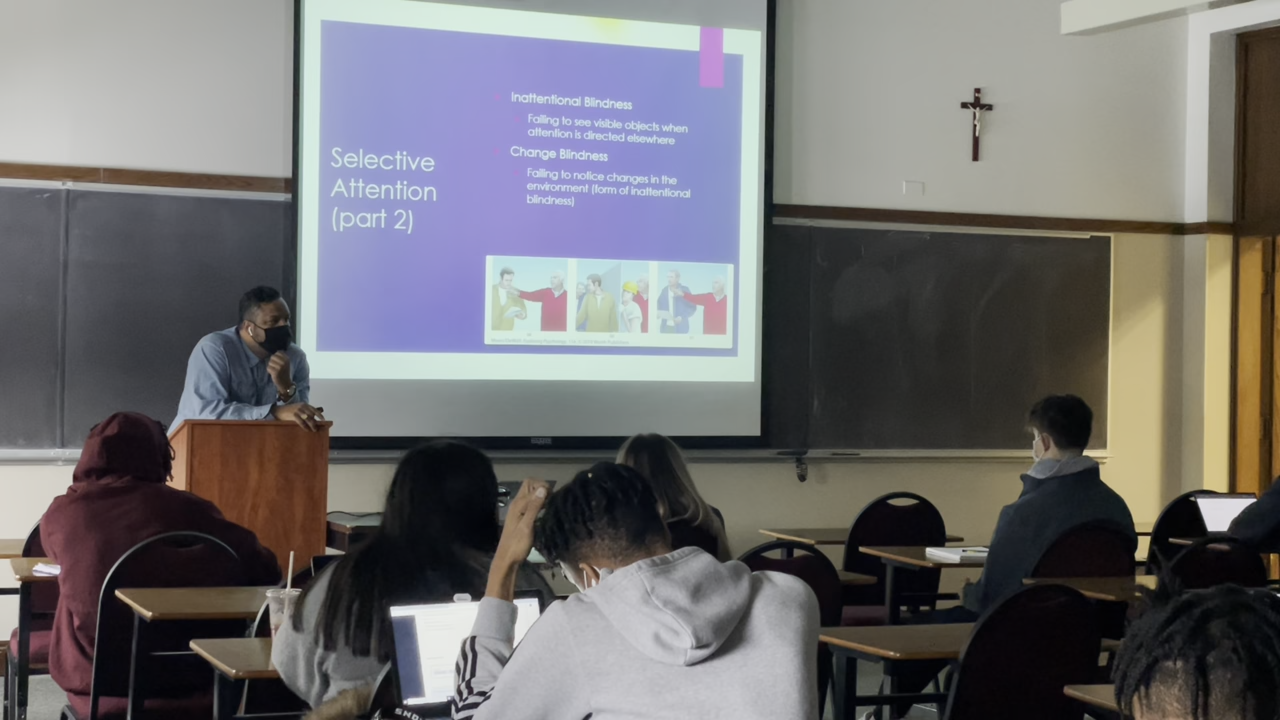 Selective
Attention
(part 2)
Inattentional Blindness
Failing to see visible objects when
attention is directed elsewhere
Change Blindness
Failing to notice changes in the
environment (form of inattentional
blindness)